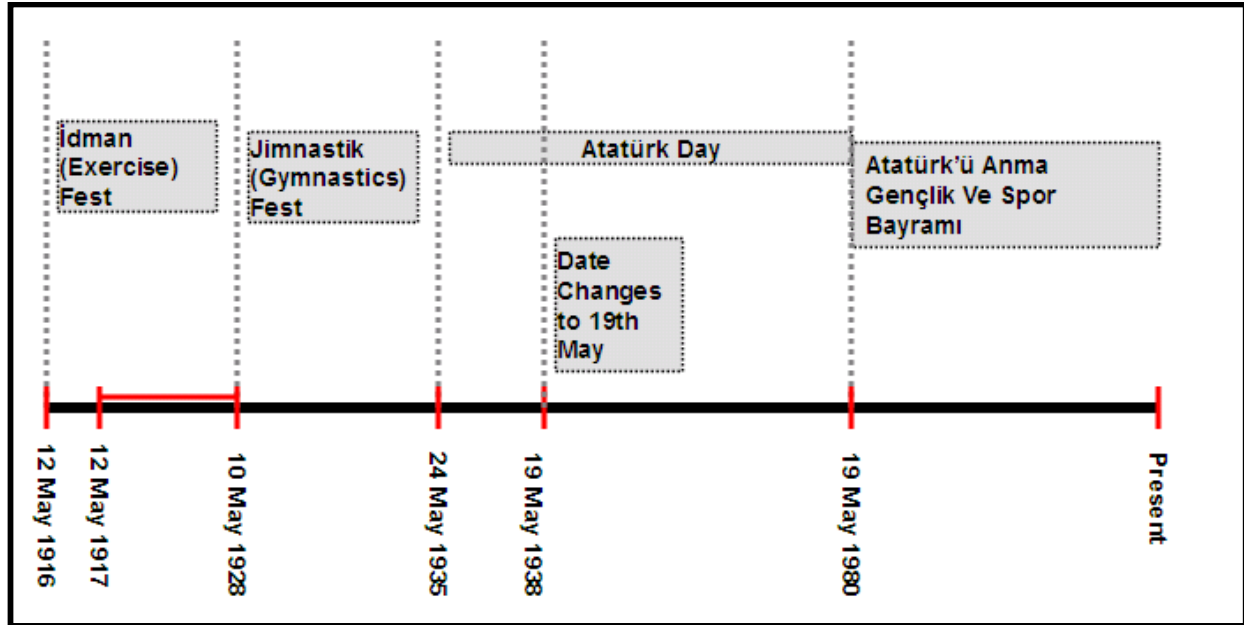 İdman
(Exercise)
Fest
Jimnastik
(Gymnastics)
Fest
Atatürk Day
Atatürk'ü Anma
Gençlik Ve Spor
Bayramı
Date
Changes
to 19th
May
12 May 1916
12 May 1917
10 May 1928
24 May 1935
19 May 1938
19 May 1980
Present